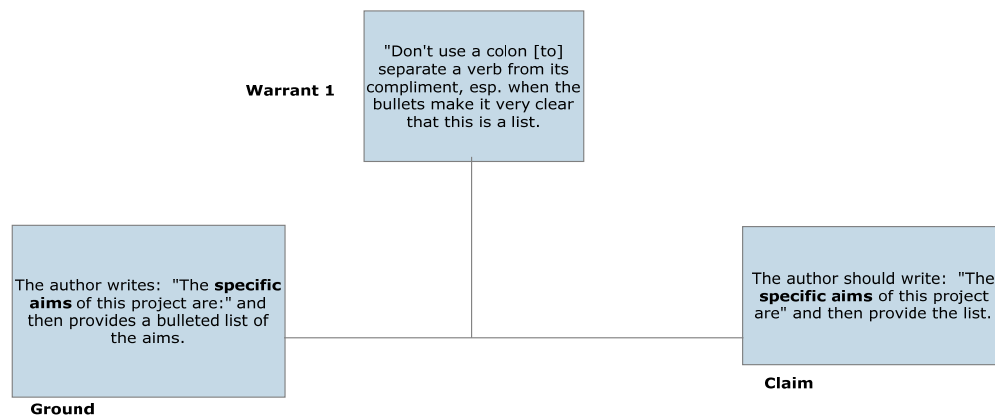 "Don't use a colon [to]
separate a verb from its
compliment, esp. when the
bullets make it very clear
that this is a list.
Warrant 1
The author writes:  "The specific
aims of this project are:" and
then provides a bulleted list of
the aims.
Ground
The author should write:  "The
specific aims of this project
are" and then provide the list.
Claim